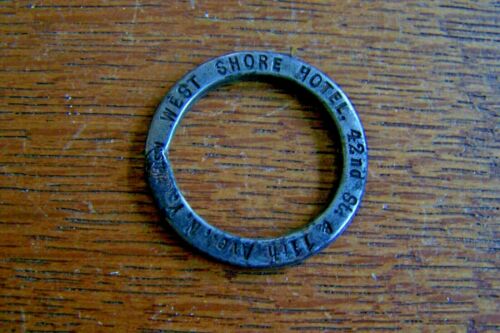 WEST SHORE HOTEL, 42nd St. & 11th Ave. N. Y.